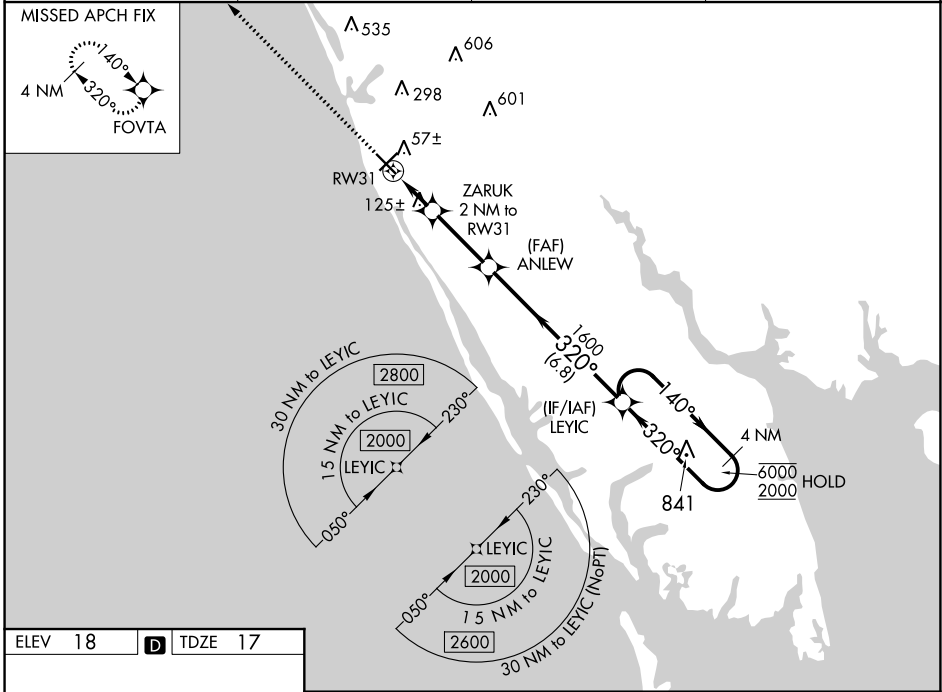 MISSED APCH FIX
140°
4 NM
320°
FOVTA
535
606
298
601
57±
RW31
125±
ZARUK
2 NM to
RW31
(FAF)
ANLEW
1600
320°
(6.8)
(IF/IAF)
LEYIC
140°
320°
4 NM
841
6000
2000
HOLD
30 NM to LEYIC
2800
15 NM to LEYIC
2000
230°
LEYIC
050°
230°
LEYIC
2000
050°
15 NM to LEYIC
2600
30 NM to LEYIC (NoPT)
ELEV 18
D
TDZE 17